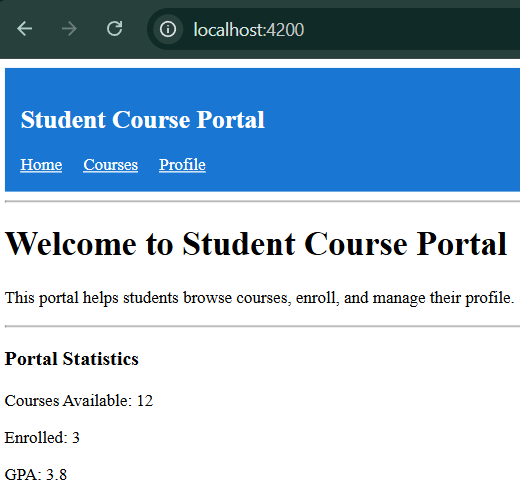 localhost:4200
Student Course Portal
Home Courses Profile
Welcome to Student Course Portal
This portal helps students browse courses, enroll, and manage their profile.
Portal Statistics
Courses Available: 12
Enrolled: 3
GPA: 3.8